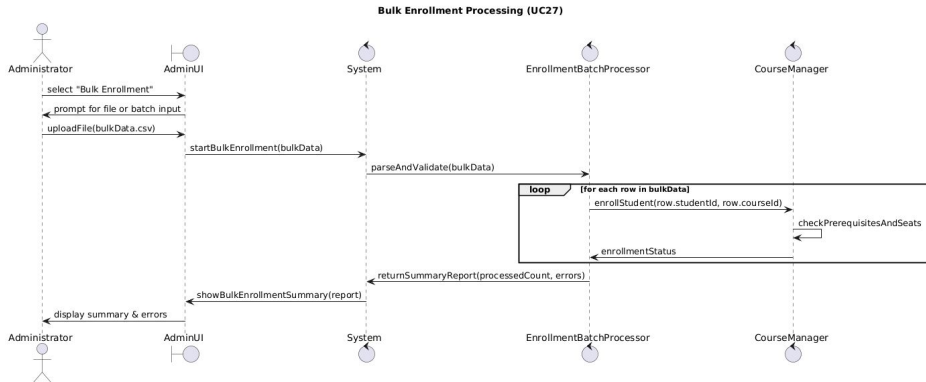 Bulk Enrollment Processing (UC27)
Administrator AdminUI System EnrollmentBatchProcessor CourseManager
select "Bulk Enrollment"
prompt for file or batch input
uploadFile(bulkData.csv)
startBulkEnrollment(bulkData)
parseAndValidate(bulkData)
loop [for each row in bulkData]
enrollStudent(row.studentId, row.courseId)
checkPrerequisitesAndSeats
enrollmentStatus
returnSummaryReport(processedCount, errors)
showBulkEnrollmentSummary(report)
display summary & errors
Administrator AdminUI System EnrollmentBatchProcessor CourseManager